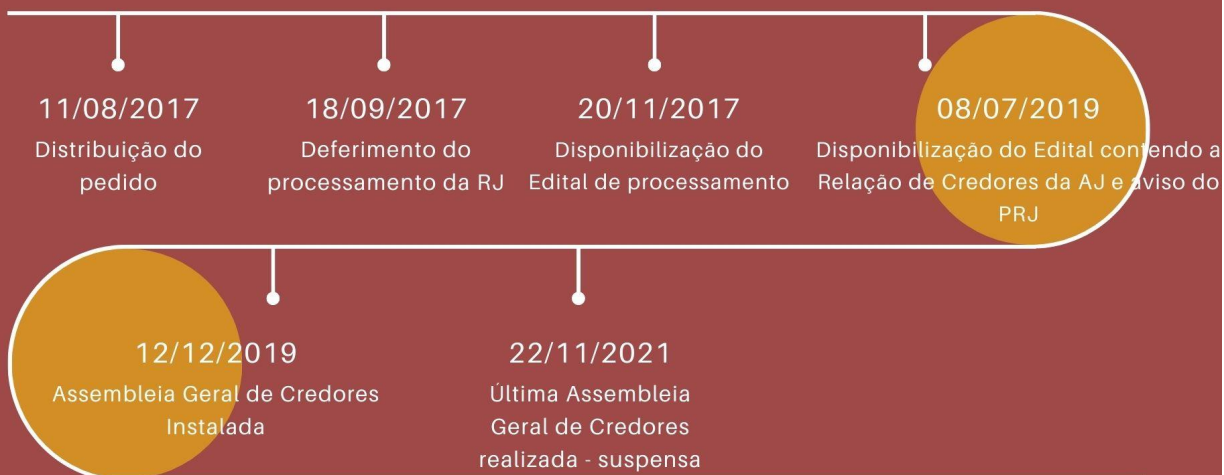 11/08/2017
Distribuição do
pedido
18/09/2017
Deferimento do
processamento da RJ
20/11/2017
Disponibilização do
Edital de processamento
08/07/2019
Disponibilização do Edital contendo a
Relação de Credores da AJ e aviso do
PRJ
12/12/2019
Assembleia Geral de Credores
Instalada
22/11/2021
Última Assembleia
Geral de Credores
realizada - suspensa